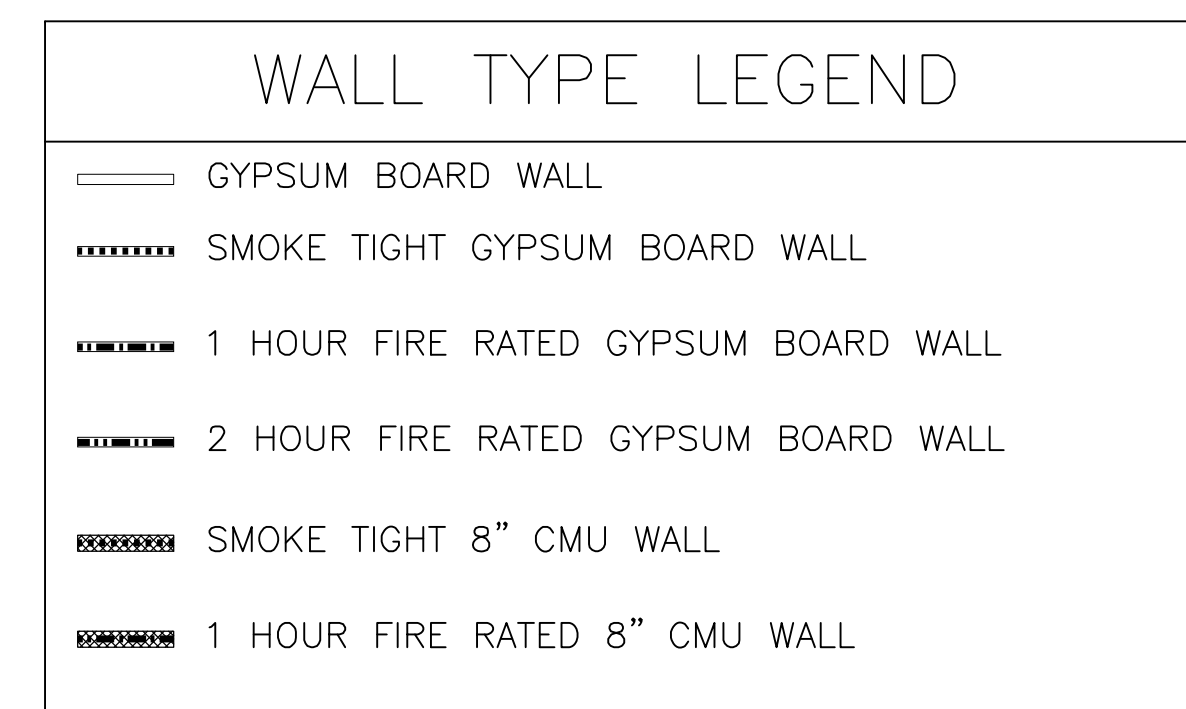 WALL TYPE LEGEND
GYPSUM BOARD WALL
SMOKE TIGHT GYPSUM BOARD WALL
1 HOUR FIRE RATED GYPSUM BOARD WALL
2 HOUR FIRE RATED GYPSUM BOARD WALL
SMOKE TIGHT 8” CMU WALL
1 HOUR FIRE RATED 8” CMU WALL